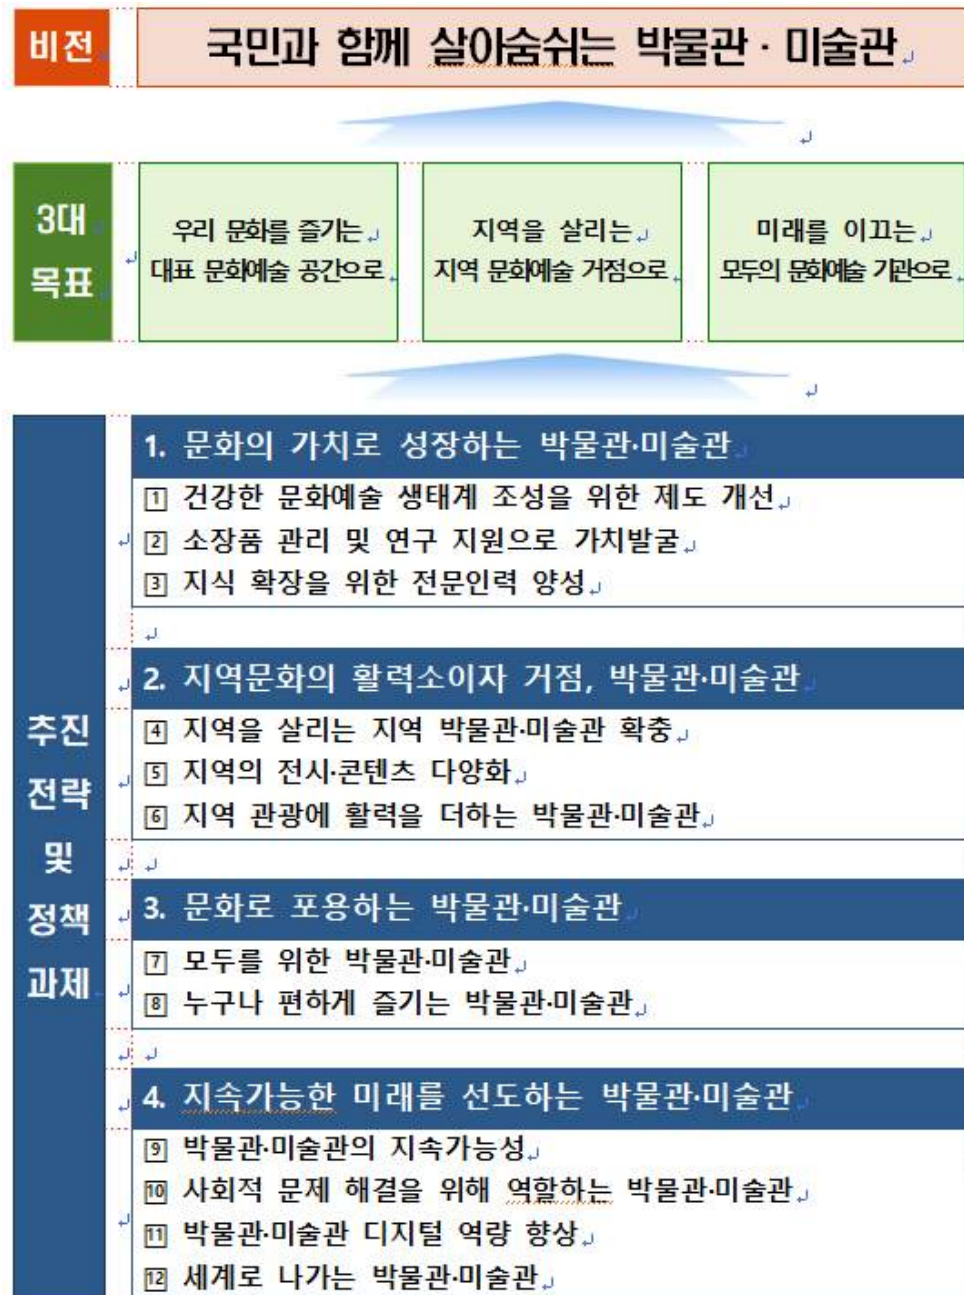 비전
국민과 함께 살아숨쉬는 박물관 · 미술관
3대
목표
우리 문화를 즐기는
대표 문화예술 공간으로
지역을 살리는
지역 문화예술 거점으로
미래를 이끄는
모두의 문화예술 기관으로
추진
전략
및
정책
과제
1. 문화의 가치로 성장하는 박물관·미술관
1 건강한 문화예술 생태계 조성을 위한 제도 개선
2 소장품 관리 및 연구 지원으로 가치발굴
3 지식 확장을 위한 전문인력 양성
2. 지역문화의 활력소이자 거점, 박물관·미술관
4 지역을 살리는 지역 박물관·미술관 확충
5 지역의 전시·콘텐츠 다양화
6 지역 관광에 활력을 더하는 박물관·미술관
3. 문화로 포용하는 박물관·미술관
7 모두를 위한 박물관·미술관
8 누구나 편하게 즐기는 박물관·미술관
4. 지속가능한 미래를 선도하는 박물관·미술관
9 박물관·미술관의 지속가능성
10 사회적 문제 해결을 위해 역할하는 박물관·미술관
11 박물관·미술관 디지털 역량 향상
12 세계로 나가는 박물관·미술관